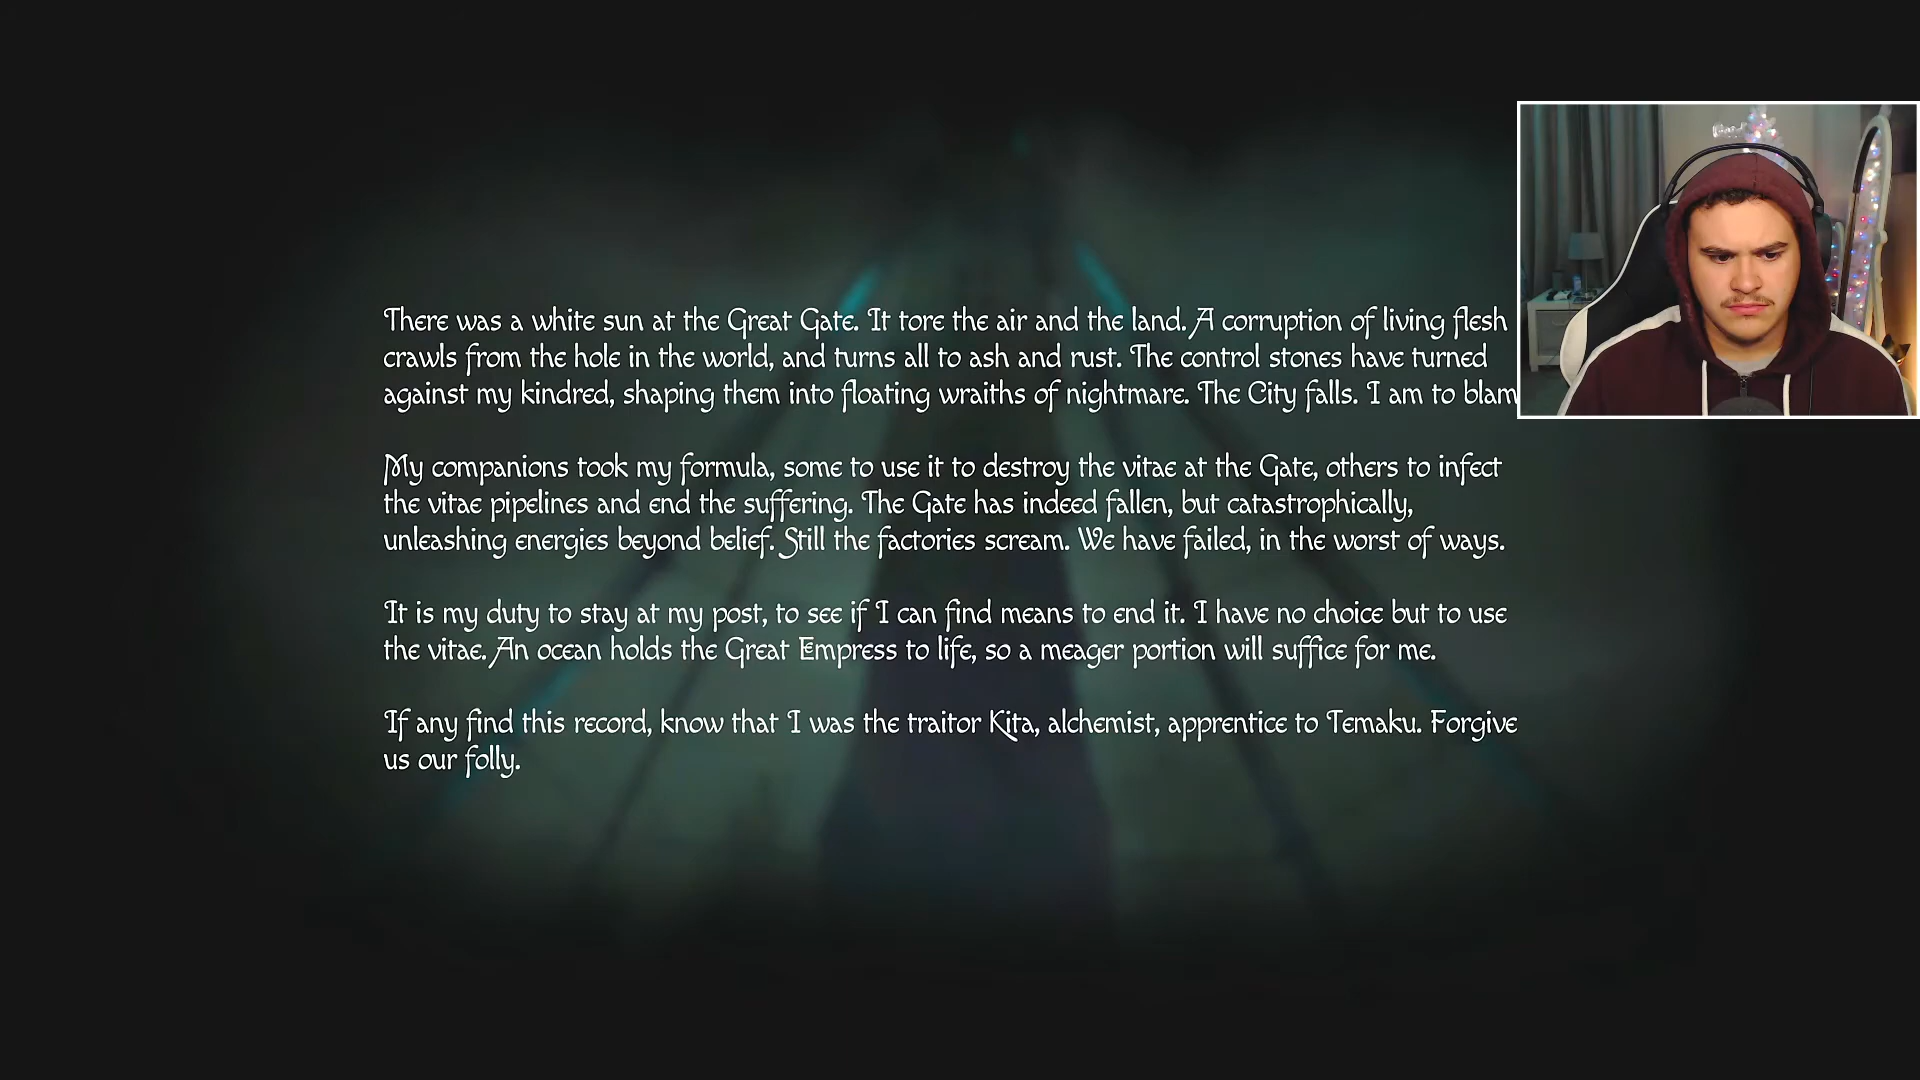 There was a white sun at the Great Gate. It tore the air and the land. A corruption of living flesh
crawls from the hole in the world, and turns all to ash and rust. The control stones have turned
against my kindred, shaping them into floating wraiths of nightmare. The City falls. I am to blam
My companions took my formula, some to use it to destroy the vitae at the Gate, others to infect
the vitae pipelines and end the suffering. The Gate has indeed fallen, but catastrophically,
unleashing energies beyond belief. Still the factories scream. We have failed, in the worst of ways.
It is my duty to stay at my post, to see if I can find means to end it. I have no choice but to use
the vitae. An ocean holds the Great Empress to life, so a meager portion will suffice for me.
If any find this record, know that I was the traitor Kita, alchemist, apprentice to Temaku. Forgive
us our folly.